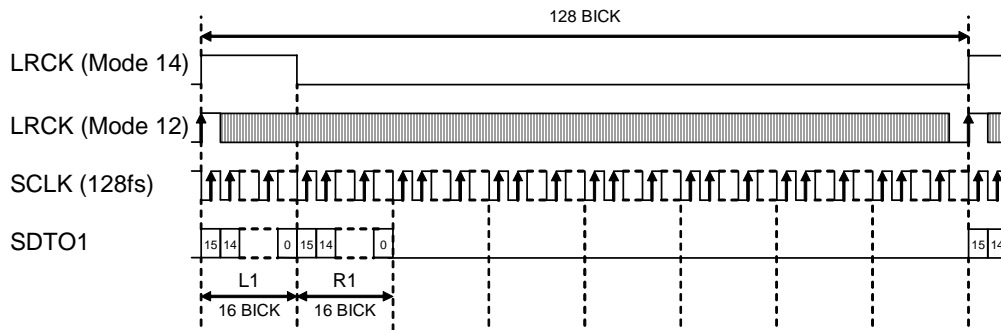 128 BICK
LRCK (Mode 14)
LRCK (Mode 12)
SCLK (128fs)
SDTO1
15 14 0 15 14 0 15 14
L1 R1
16 BICK 16 BICK